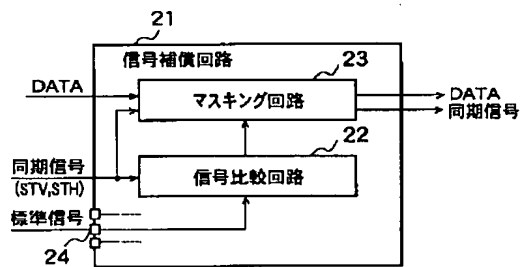 21
信号補償回路
23
DATA
マスキング回路
DATA
同期信号
22
同期信号
(STV,STH)
信号比較回路
標準信号
24